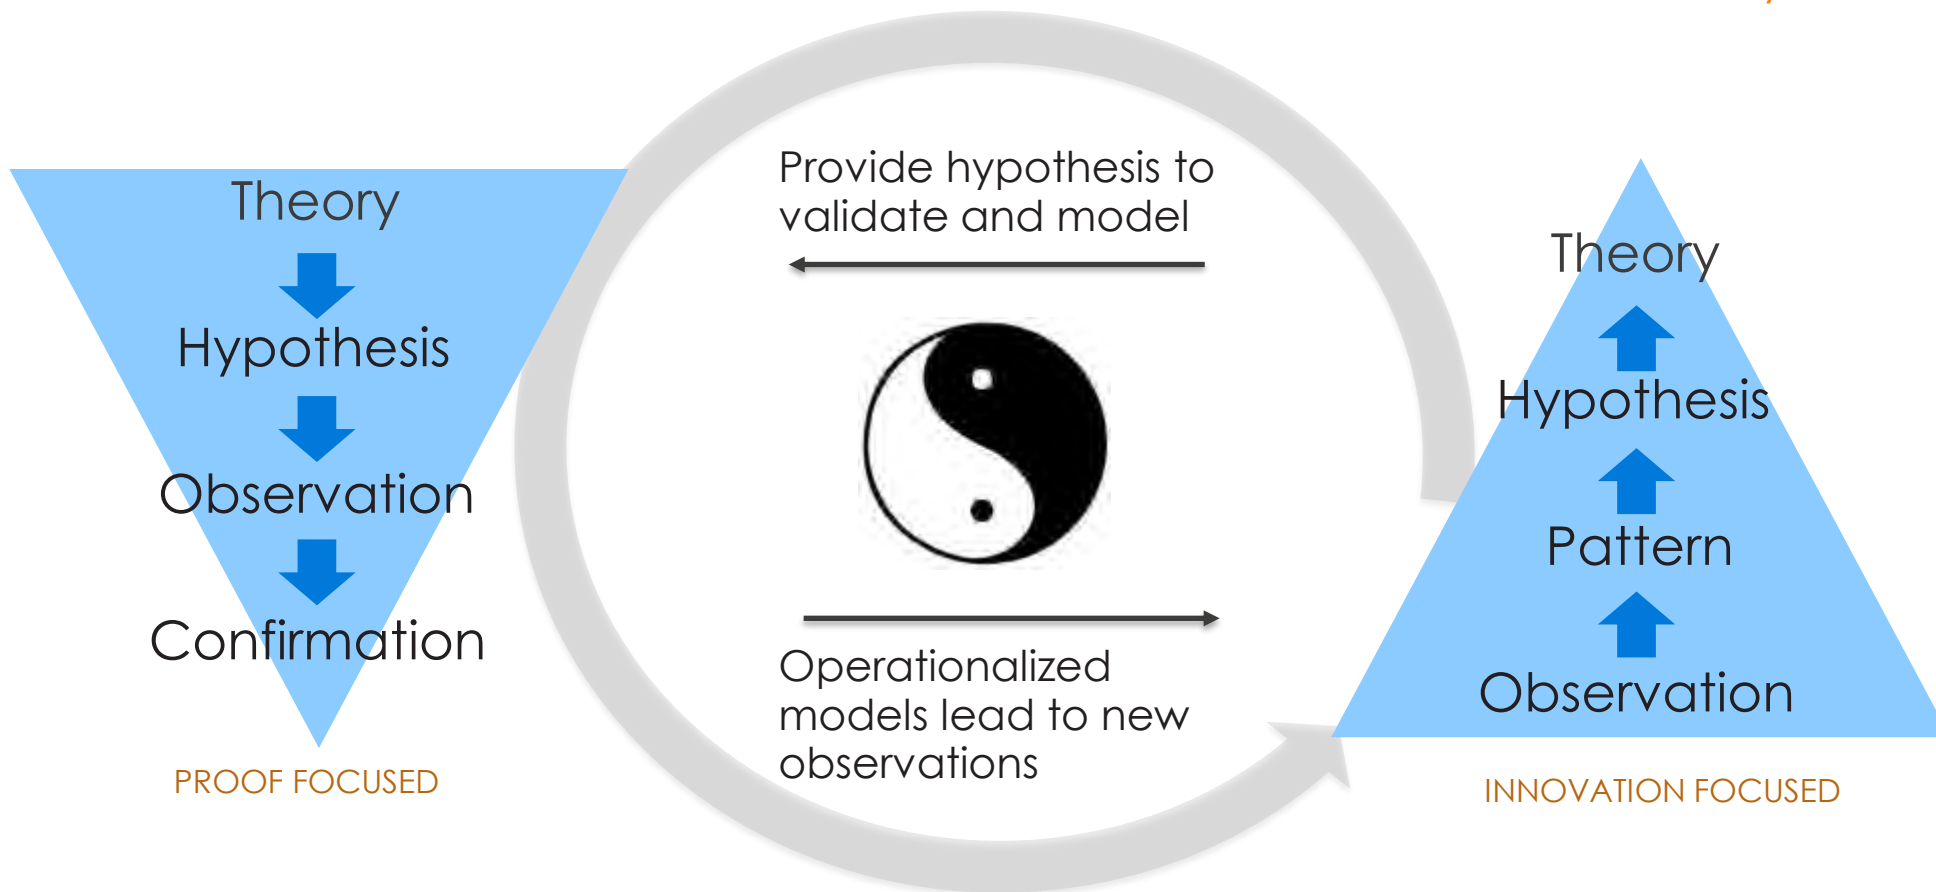 Theory
Hypothesis
Observation
Confirmation
PROOF FOCUSED
Provide hypothesis to
validate and model
Operationalized
models lead to new
observations
Theory
Hypothesis
Pattern
Observation
INNOVATION FOCUSED